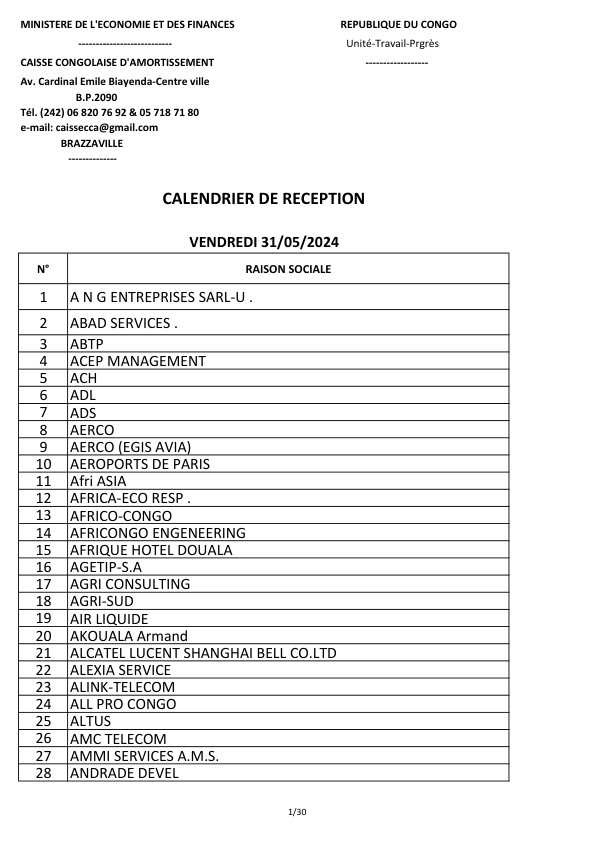 MINISTERE DE L'ECONOMIE ET DES FINANCES
REPUBLIQUE DU CONGO
---------------------------
Unité-Travail-Prgrès
CAISSE CONGOLAISE D'AMORTISSEMENT
------------------
Av. Cardinal Emile Biayenda-Centre ville
B.P.2090
Tél. (242) 06 820 76 92 & 05 718 71 80
e-mail: caissecca@gmail.com
BRAZZAVILLE
--------------
CALENDRIER DE RECEPTION
VENDREDI 31/05/2024
N° RAISON SOCIALE
1 A N G ENTREPRISES SARL-U .
2 ABAD SERVICES .
3 ABTP
4 ACEP MANAGEMENT
5 ACH
6 ADL
7 ADS
8 AERCO
9 AERCO (EGIS AVIA)
10 AEROPORTS DE PARIS
11 Afri ASIA
12 AFRICA-ECO RESP .
13 AFRICO-CONGO
14 AFRICONGO ENGENEERING
15 AFRIQUE HOTEL DOUALA
16 AGETIP-S.A
17 AGRI CONSULTING
18 AGRI-SUD
19 AIR LIQUIDE
20 AKOUALA Armand
21 ALCATEL LUCENT SHANGHAI BELL CO.LTD
22 ALEXIA SERVICE
23 ALINK-TELECOM
24 ALL PRO CONGO
25 ALTUS
26 AMC TELECOM
27 AMMI SERVICES A.M.S.
28 ANDRADE DEVEL
1/30